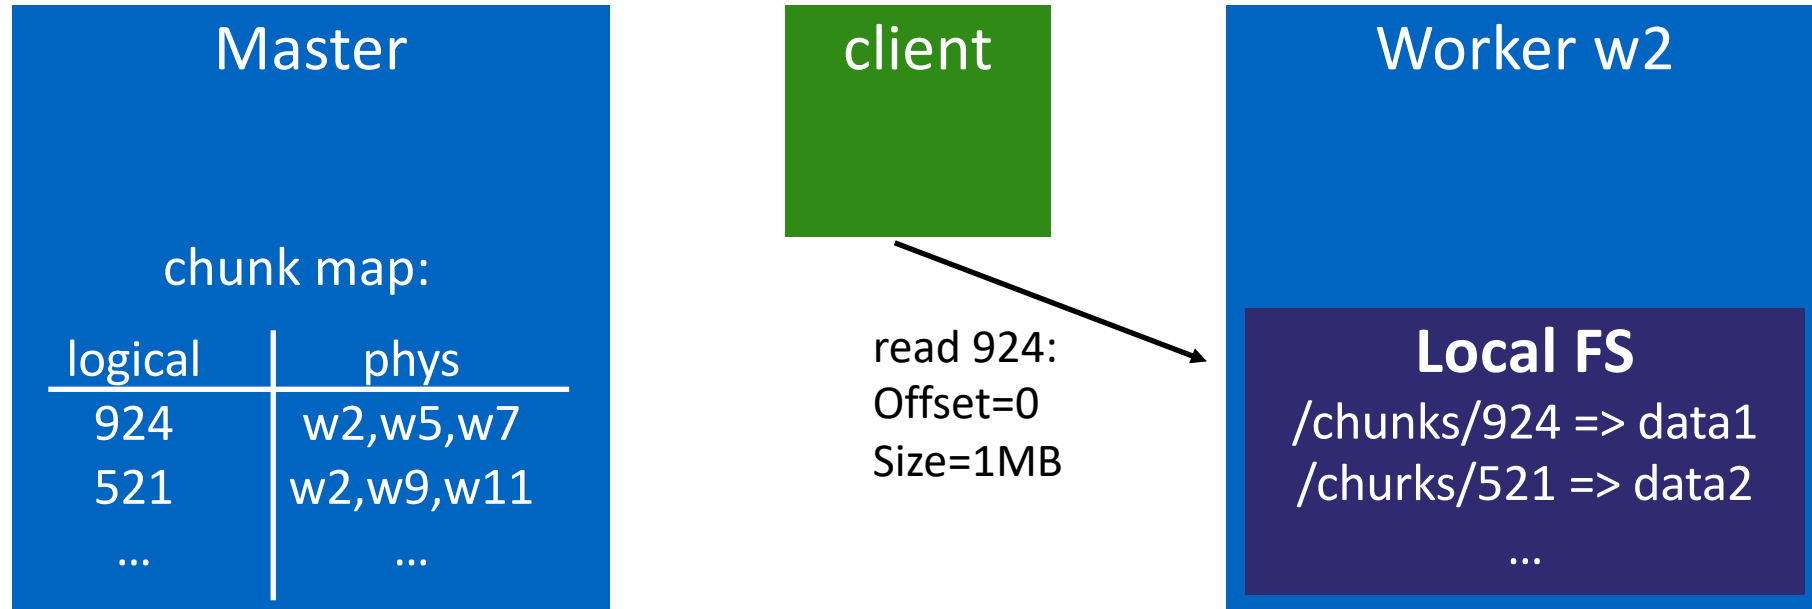 Master
chunk map:
logical phys
924 w2,w5,w7
521 w2,w9,w11
... ...
client
read 924:
Offset=0
Size=1MB
Worker w2
Local FS
/chunks/924 => data1
/churks/521 => data2
...